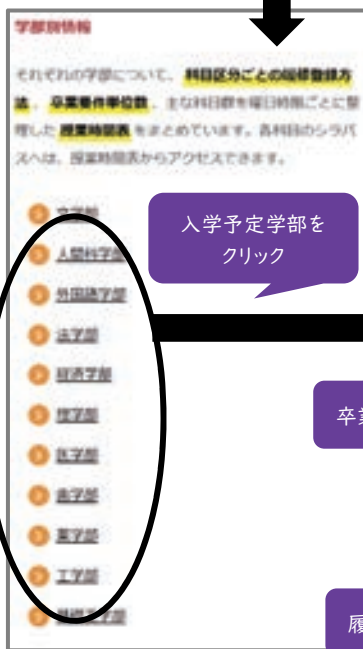 学部別情報
それぞれの学部について、科目区分ごとの履修登録方
法、卒業要件単位数、主な科目群を曜日時限ごとに整
理した授業時間表をまとめています。各科目のシラバ
スへは、授業時間表からアクセスできます。
文学部
人間科学部
外国語学部
法学部
経済学部
理学部
医学部
歯学部
薬学部
工学部
基礎工学部
入学予定学部を
クリック
卒業
履